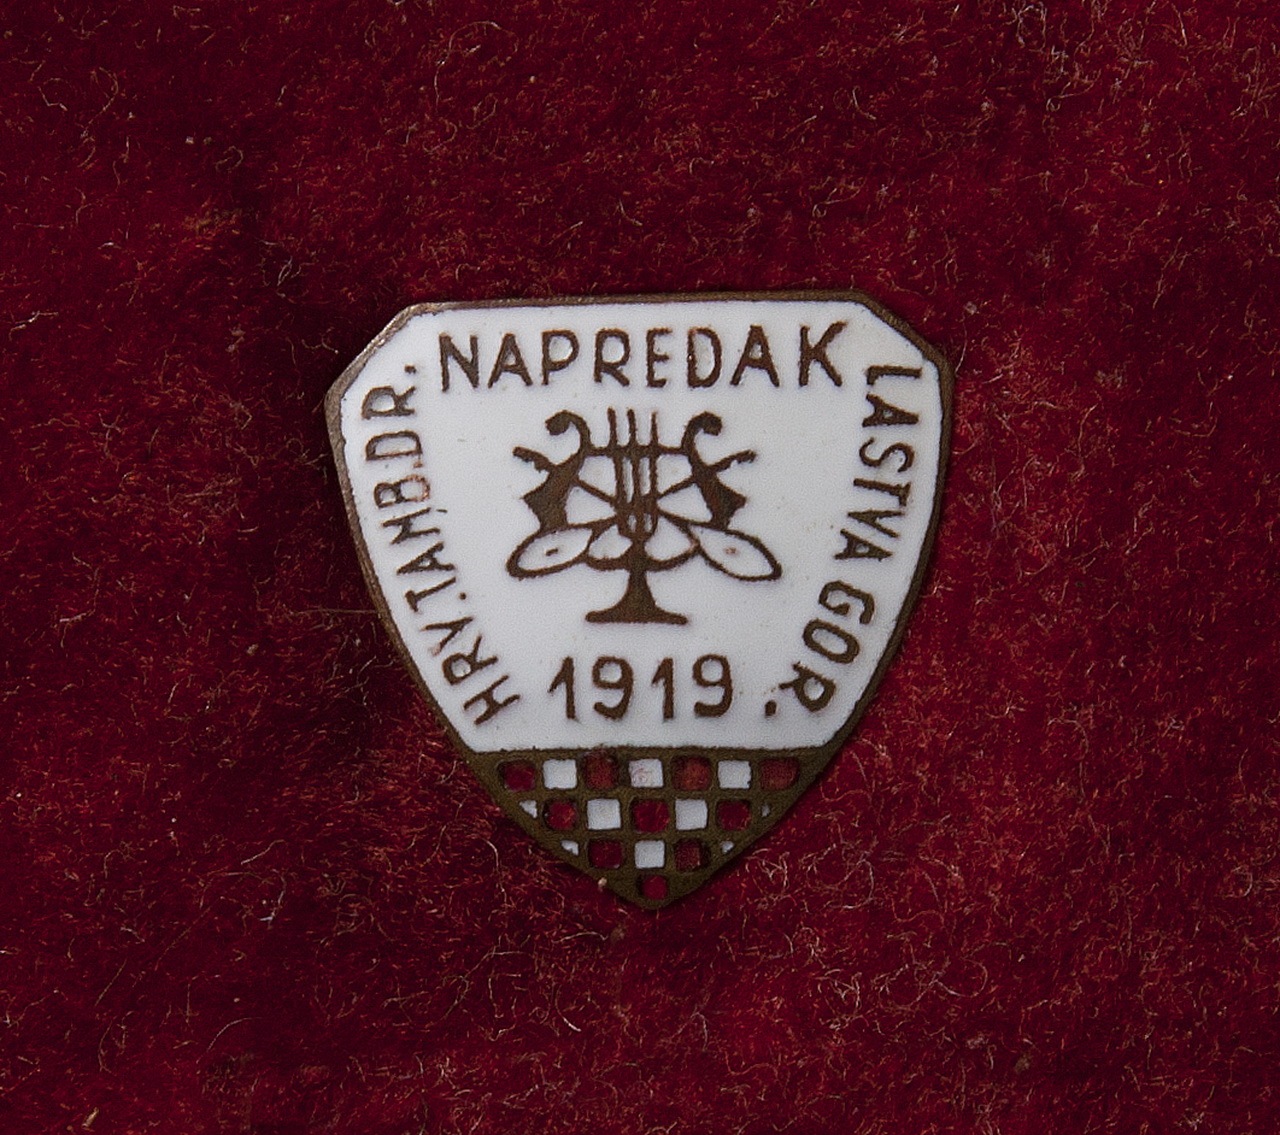 HRV.TAMB.DR.
NAPREDAK
LASTVA GOR.
1919.